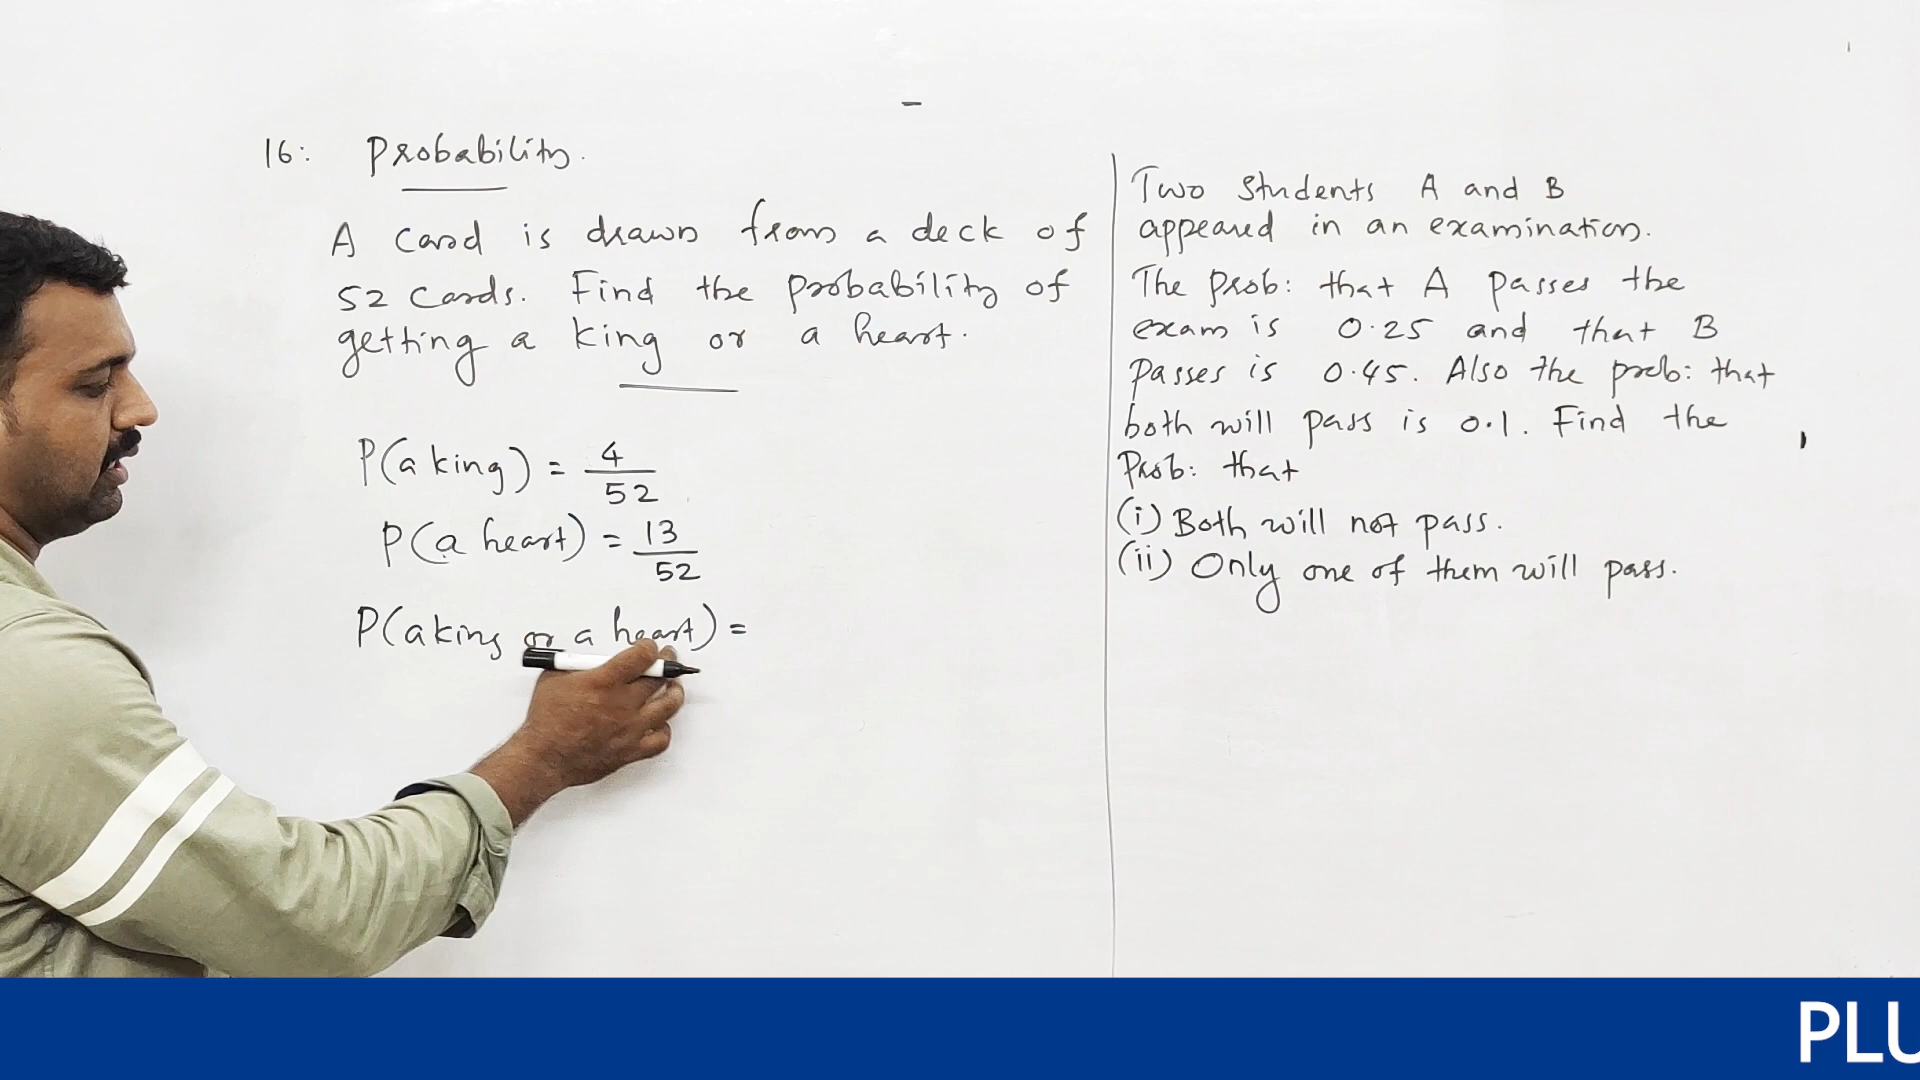 16: Probability.
A card is drawn from a deck of
52 Cards. Find the probability of
getting a king or a heart.
P(a king) = 4/52
P(a heart) = 13/52
P(a king or a heart) =
Two Students A and B
appeared in an examination.
The Prob: that A passes the
exam is 0.25 and that B
passes is 0.45. Also the prob: that
both will pass is 0.1. Find the
Prob: that
(i) Both will not pass.
(ii) Only one of them will pass.
PLU